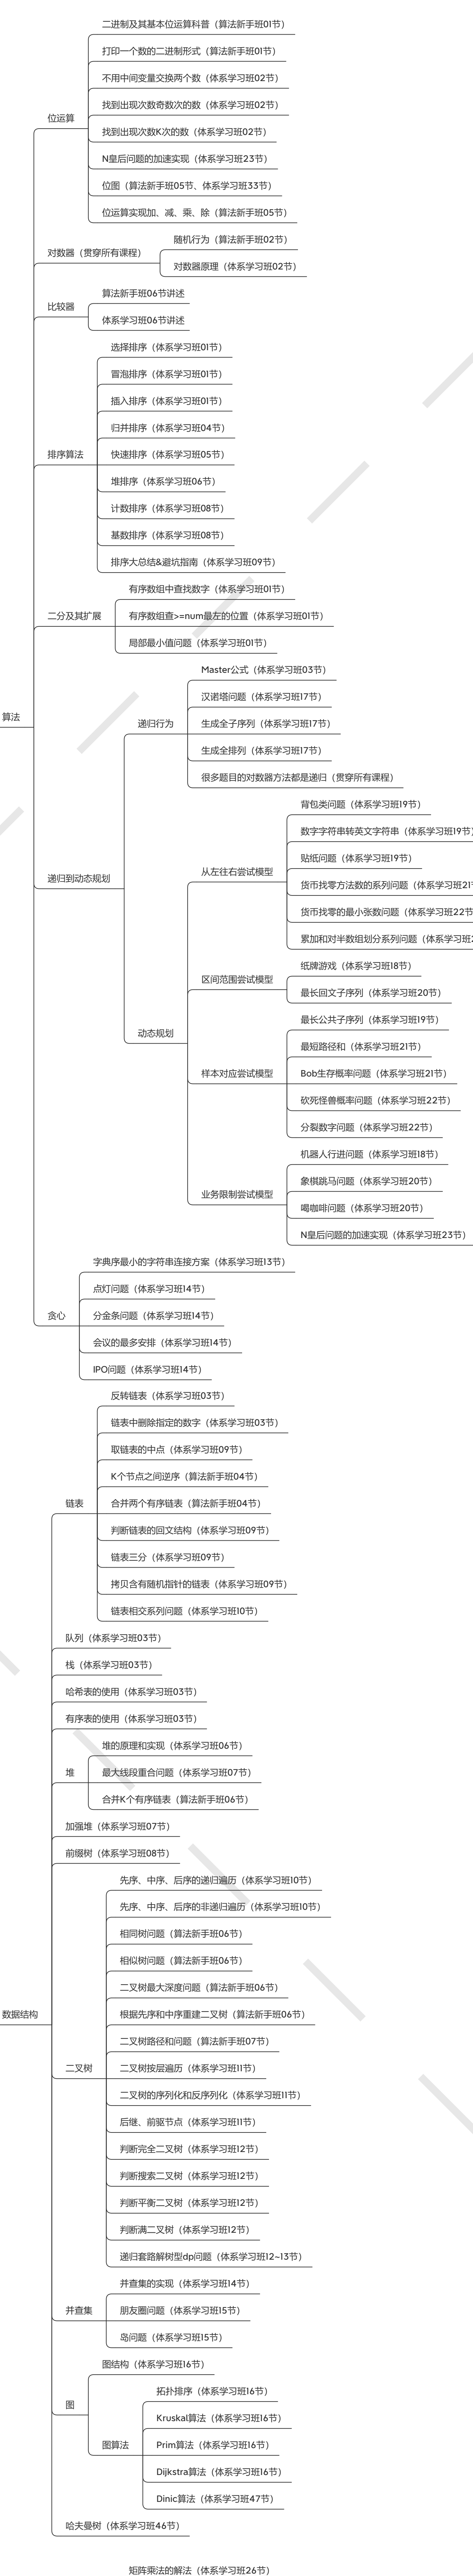 二进制及其基本位运算科普（算法新手班01节）
打印一个数的二进制形式（算法新手班01节）
不用中间变量交换两个数（体系学习班02节）
找到出现次数奇数次的数（体系学习班02节）
位运算
找到出现次数K次的数（体系学习班02节）
N皇后问题的加速实现（体系学习班23节）
位图（算法新手班05节、体系学习班33节）
位运算实现加、减、乘、除（算法新手班05节）
随机行为（算法新手班02节）
对数器（贯穿所有课程）
对数器原理（体系学习班02节）
算法新手班06节讲述
比较器
体系学习班06节讲述
选择排序（体系学习班01节）
冒泡排序（体系学习班01节）
插入排序（体系学习班01节）
归并排序（体系学习班04节）
排序算法
快速排序（体系学习班05节）
堆排序（体系学习班06节）
计数排序（体系学习班08节）
基数排序（体系学习班08节）
排序大总结&避坑指南（体系学习班09节）
有序数组中查找数字（体系学习班01节）
二分及其扩展
有序数组查>=num最左的位置（体系学习班01节）
局部最小值问题（体系学习班01节）
Master公式（体系学习班03节）
汉诺塔问题（体系学习班17节）
算法
递归行为
生成全子序列（体系学习班17节）
生成全排列（体系学习班17节）
很多题目的对数器方法都是递归（贯穿所有课程）
背包类问题（体系学习班19节）
数字字符串转英文字符串（体系学习班19节）
贴纸问题（体系学习班19节）
从左往右尝试模型
递归到动态规划
货币找零方法数的系列问题（体系学习班21
货币找零的最小张数问题（体系学习班22节
累加和对半数组划分系列问题（体系学习班
纸牌游戏（体系学习班18节）
区间范围尝试模型
最长回文子序列（体系学习班20节）
最长公共子序列（体系学习班19节）
动态规划
最短路径和（体系学习班21节）
样本对应尝试模型
Bob生存概率问题（体系学习班21节）
砍死怪兽概率问题（体系学习班22节）
分裂数字问题（体系学习班22节）
机器人行进问题（体系学习班18节）
象棋跳马问题（体系学习班20节）
业务限制尝试模型
喝咖啡问题（体系学习班20节）
N皇后问题的加速实现（体系学习班23节）
字典序最小的字符串连接方案（体系学习班13节）
点灯问题（体系学习班14节）
贪心
分金条问题（体系学习班14节）
会议的最多安排（体系学习班14节）
IPO问题（体系学习班14节）
反转链表（体系学习班03节）
链表中删除指定的数字（体系学习班03节）
取链表的中点（体系学习班09节）
K个节点之间逆序（算法新手班04节）
链表
合并两个有序链表（算法新手班04节）
判断链表的回文结构（体系学习班09节）
链表三分（体系学习班09节）
拷贝含有随机指针的链表（体系学习班09节）
链表相交系列问题（体系学习班10节）
队列（体系学习班03节）
栈（体系学习班03节）
哈希表的使用（体系学习班03节）
有序表的使用（体系学习班03节）
堆的原理和实现（体系学习班06节）
堆
最大线段重合问题（体系学习班07节）
合并K个有序链表（算法新手班06节）
加强堆（体系学习班07节）
前缀树（体系学习班08节）
先序、中序、后序的递归遍历（体系学习班10节）
先序、中序、后序的非递归遍历（体系学习班10节）
相同树问题（算法新手班06节）
相似树问题（算法新手班06节）
二叉树最大深度问题（算法新手班06节）
数据结构
根据先序和中序重建二叉树（算法新手班06节）
二叉树路径和问题（算法新手班07节）
二叉树
二叉树按层遍历（体系学习班11节）
二叉树的序列化和反序列化（体系学习班11节）
后继、前驱节点（体系学习班11节）
判断完全二叉树（体系学习班12节）
判断搜索二叉树（体系学习班12节）
判断平衡二叉树（体系学习班12节）
判断满二叉树（体系学习班12节）
递归套路解树型dp问题（体系学习班12~13节）
并查集的实现（体系学习班14节）
并查集
朋友圈问题（体系学习班15节）
岛问题（体系学习班15节）
图结构（体系学习班16节）
图
拓扑排序（体系学习班16节）
Kruskal算法（体系学习班16节）
图算法
Prim算法（体系学习班16节）
Dijkstra算法（体系学习班16节）
Dinic算法（体系学习班47节）
哈夫曼树（体系学习班46节）
矩阵乘法的解法（体系学习班26节）